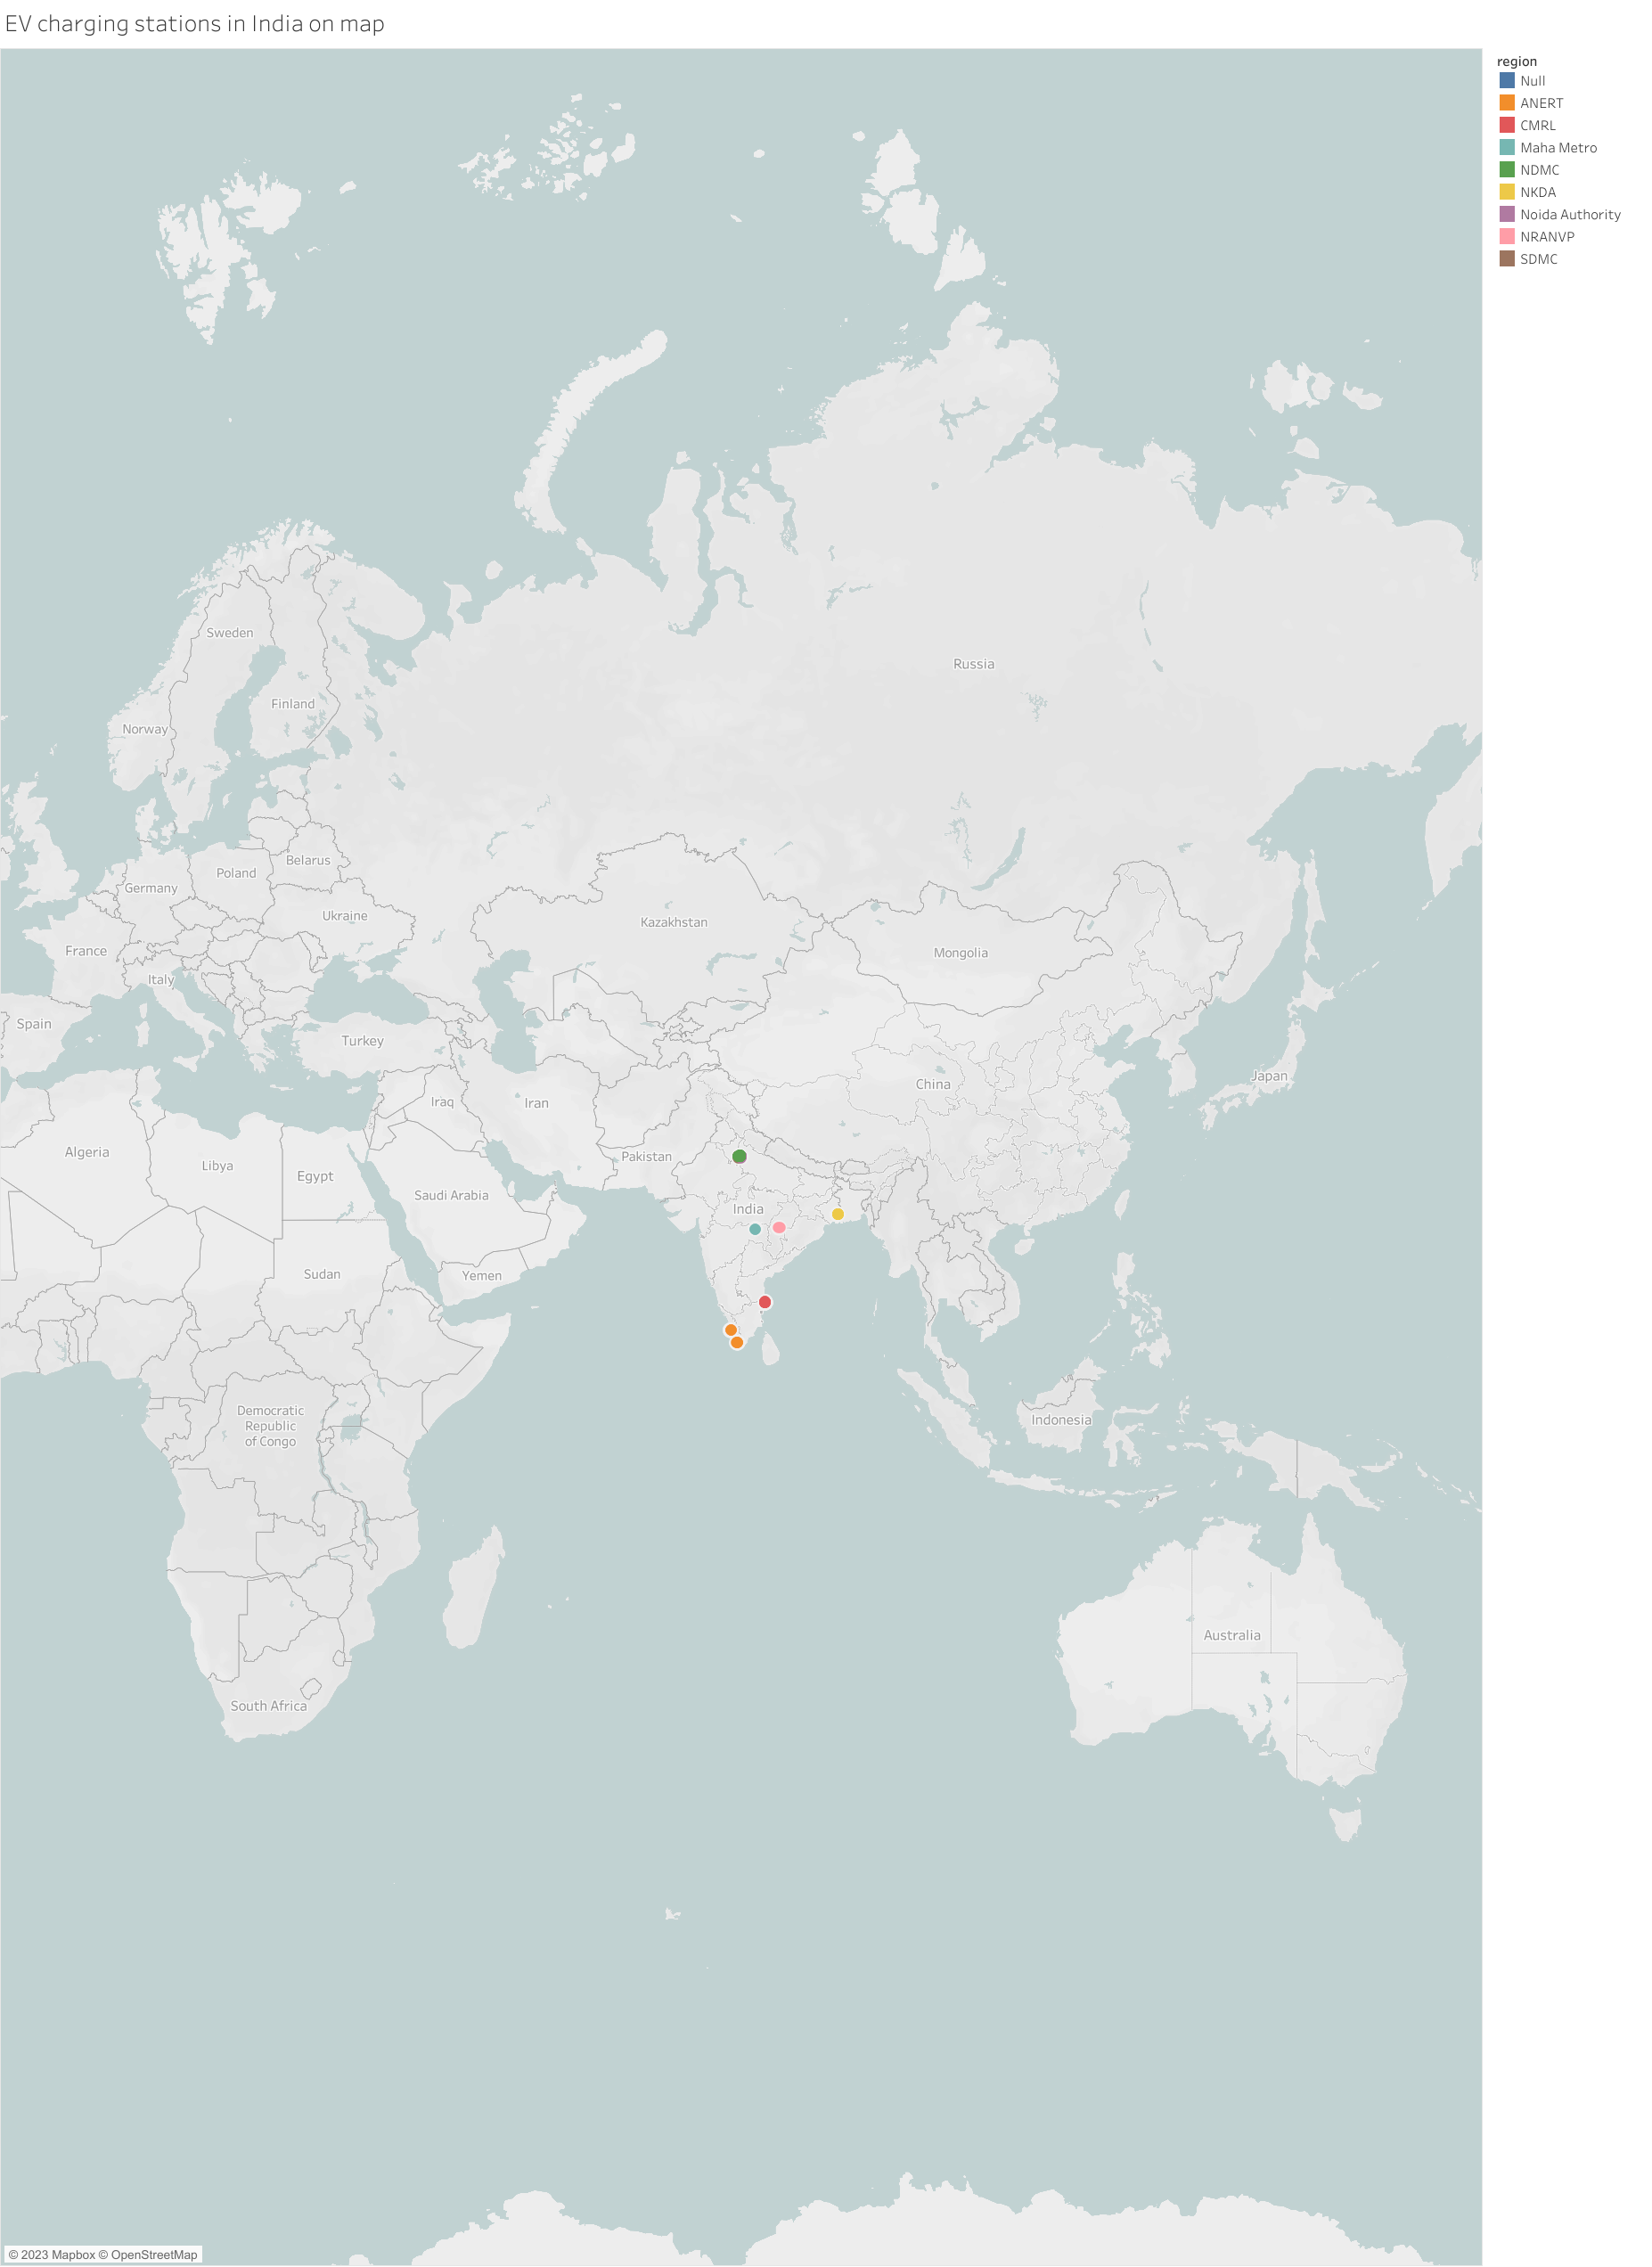 EV charging stations in India on map
region
Null
ANERT
CMRL
Maha Metro
NDMC
NKDA
Noida Authority
NRANVP
SDMC
Sweden
Russia
Finland
Norway
Belarus
Poland
Germany
Ukraine
Kazakhstan
France
Mongolia
Italy
Spain
Turkey
Japan
China
Iraq
Iran
Algeria
Pakistan
Libya
Egypt
Saudi Arabia
India
Sudan
Yemen
Democratic
Republic
of Congo
Indonesia
Australia
South Africa
© 2023 Mapbox © OpenStreetMap